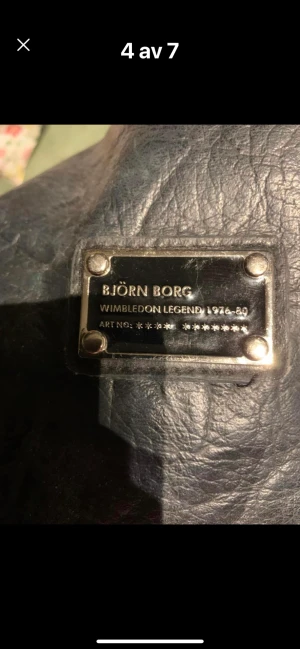 4 av 7
BJÖRN BORG
WIMBLEDON LEGEND 1976-80
ART NO: ***** *******